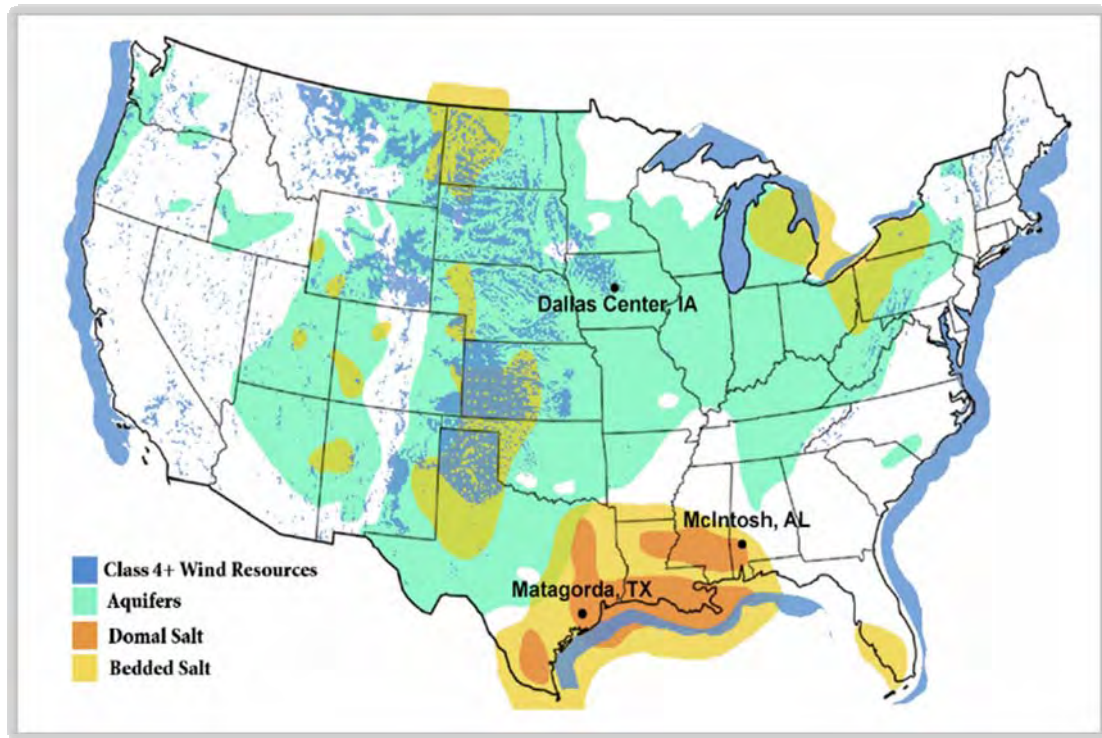 Dallas Center, IA
McIntosh, AL
Matagorda, TX
Class 4+ Wind Resources
Aquifers
Domal Salt
Bedded Salt